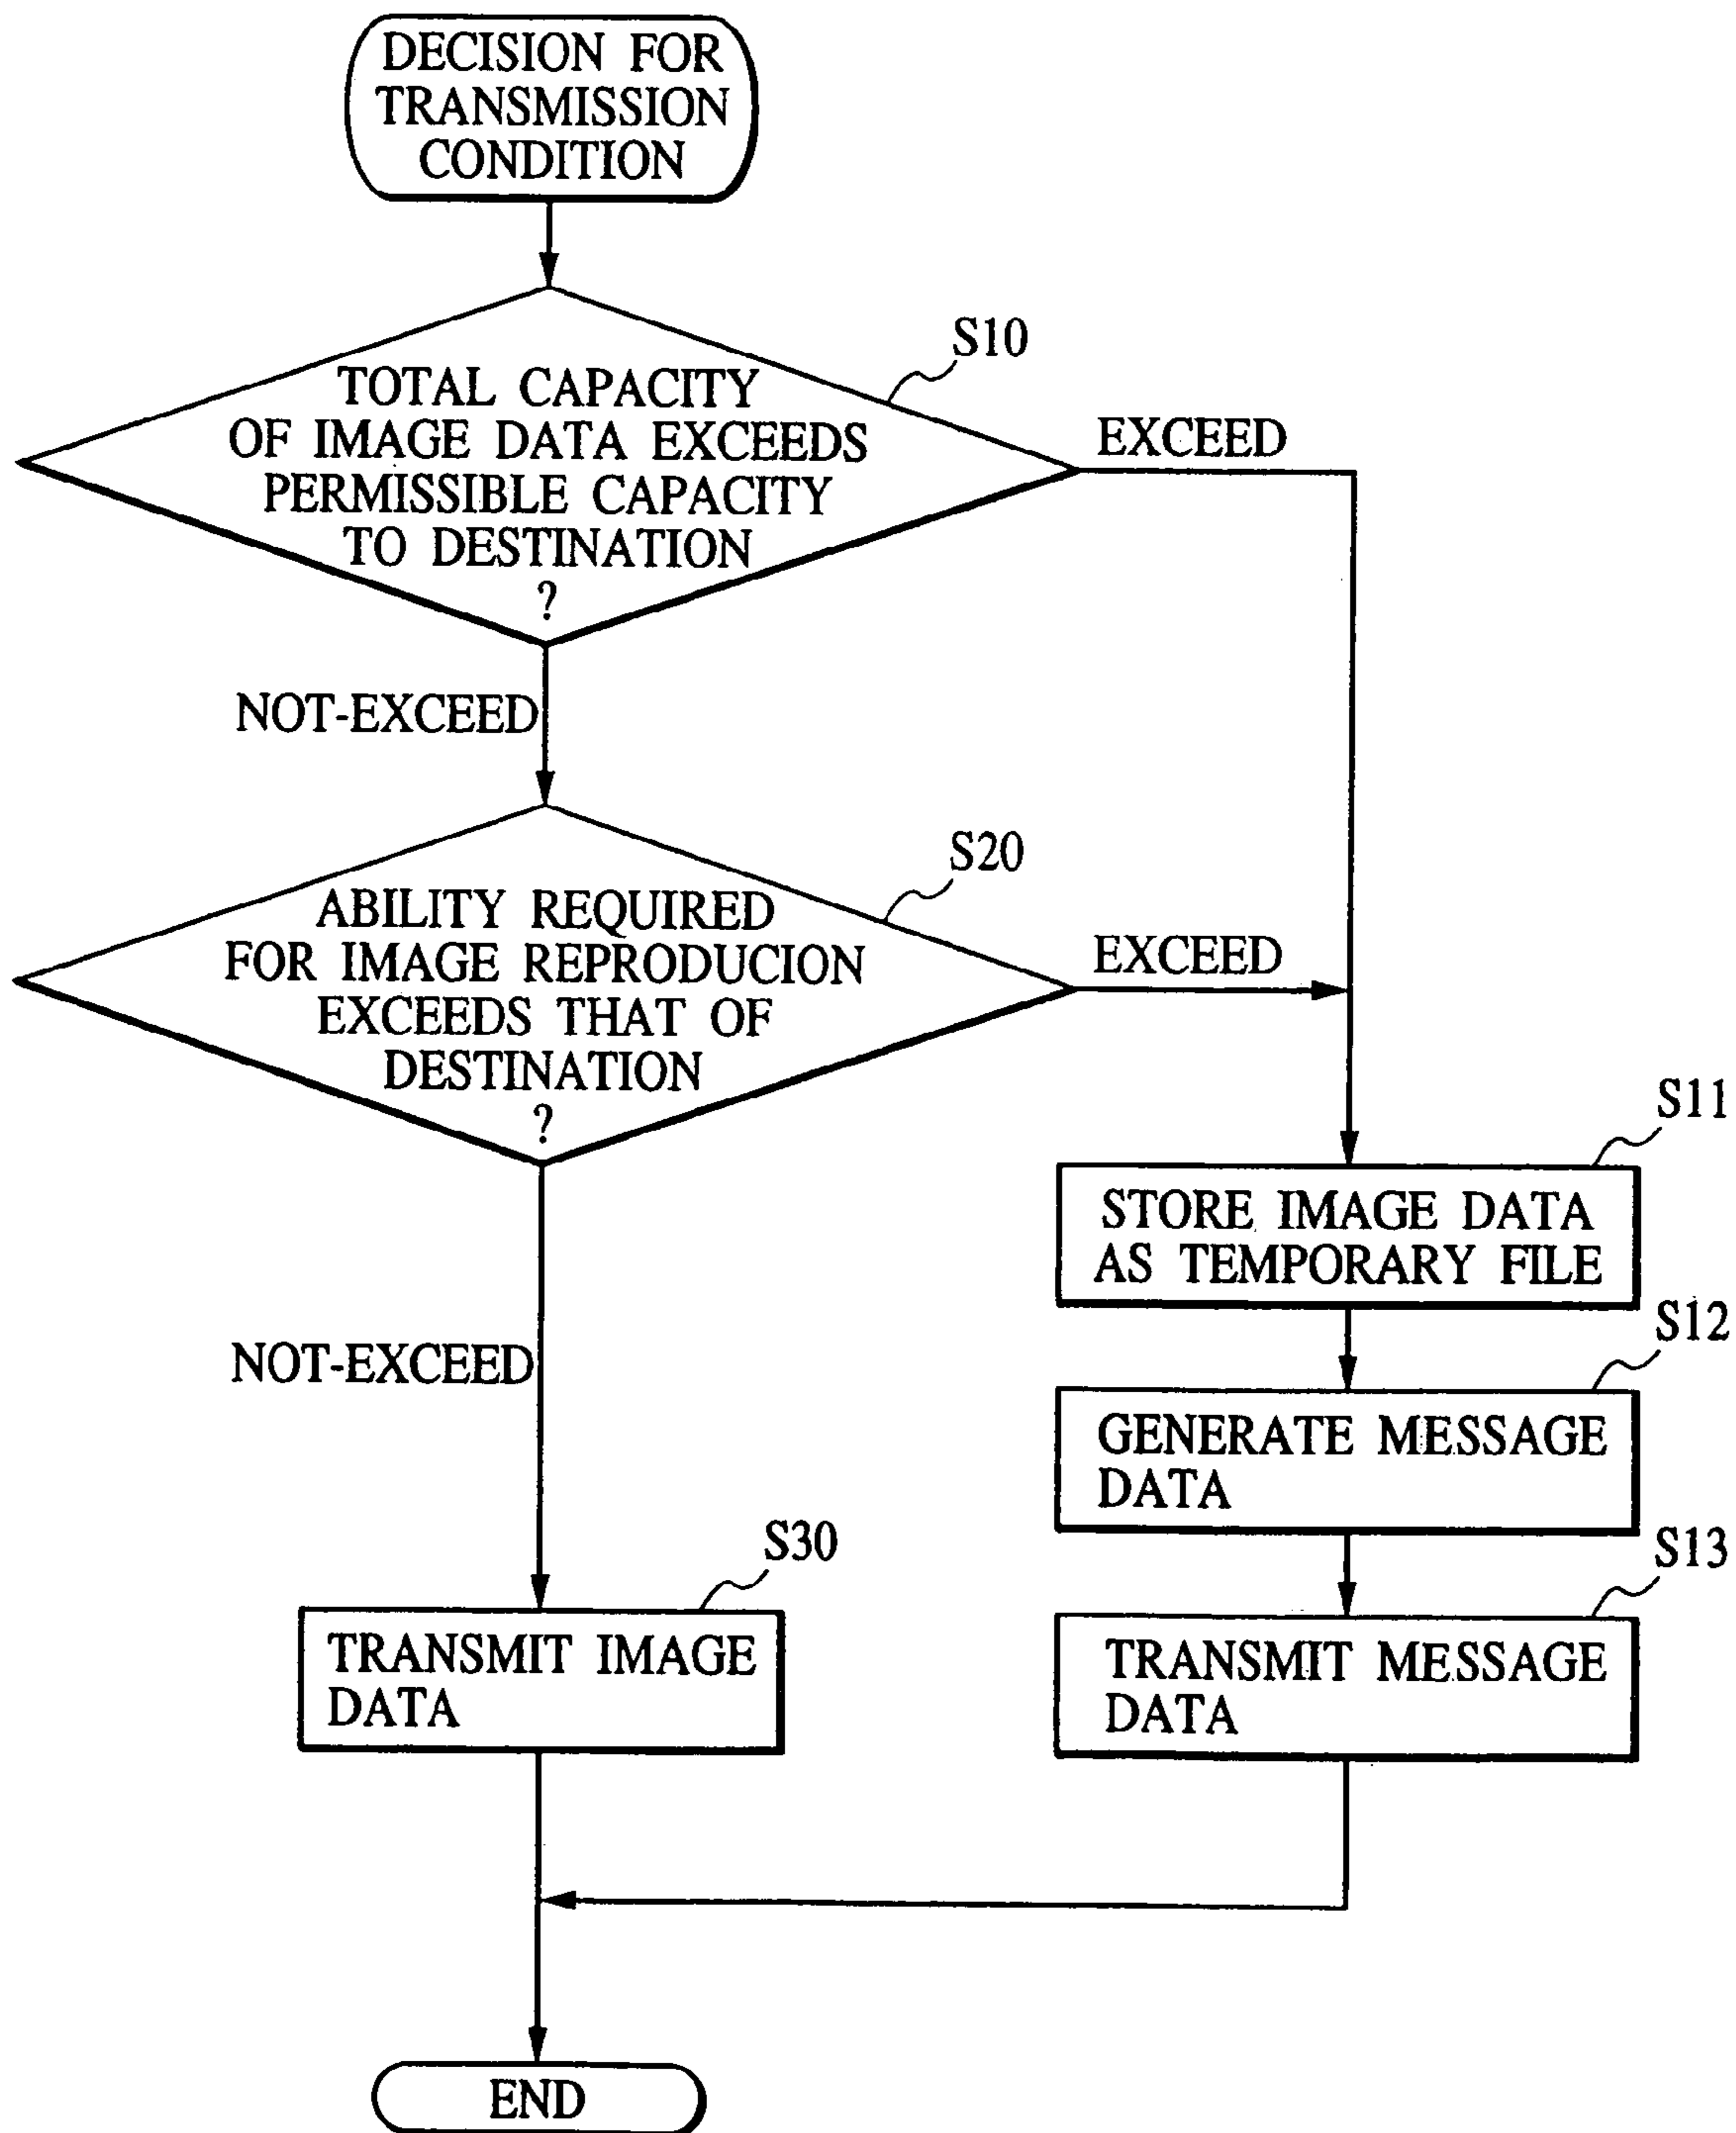 DECISION FOR
TRANSMISSION
CONDITION
S10
TOTAL CAPACITY
OF IMAGE DATA EXCEEDS
PERMISSIBLE CAPACITY
TO DESTINATION
?
EXCEED
NOT-EXCEED
S20
ABILITY REQUIRED
FOR IMAGE REPRODUCION
EXCEEDS THAT OF
DESTINATION
?
EXCEED
S11
STORE IMAGE DATA
AS TEMPORARY FILE
S12
NOT-EXCEED
GENERATE MESSAGE
DATA
S30
TRANSMIT IMAGE
DATA
S13
TRANSMIT MESSAGE
DATA
END